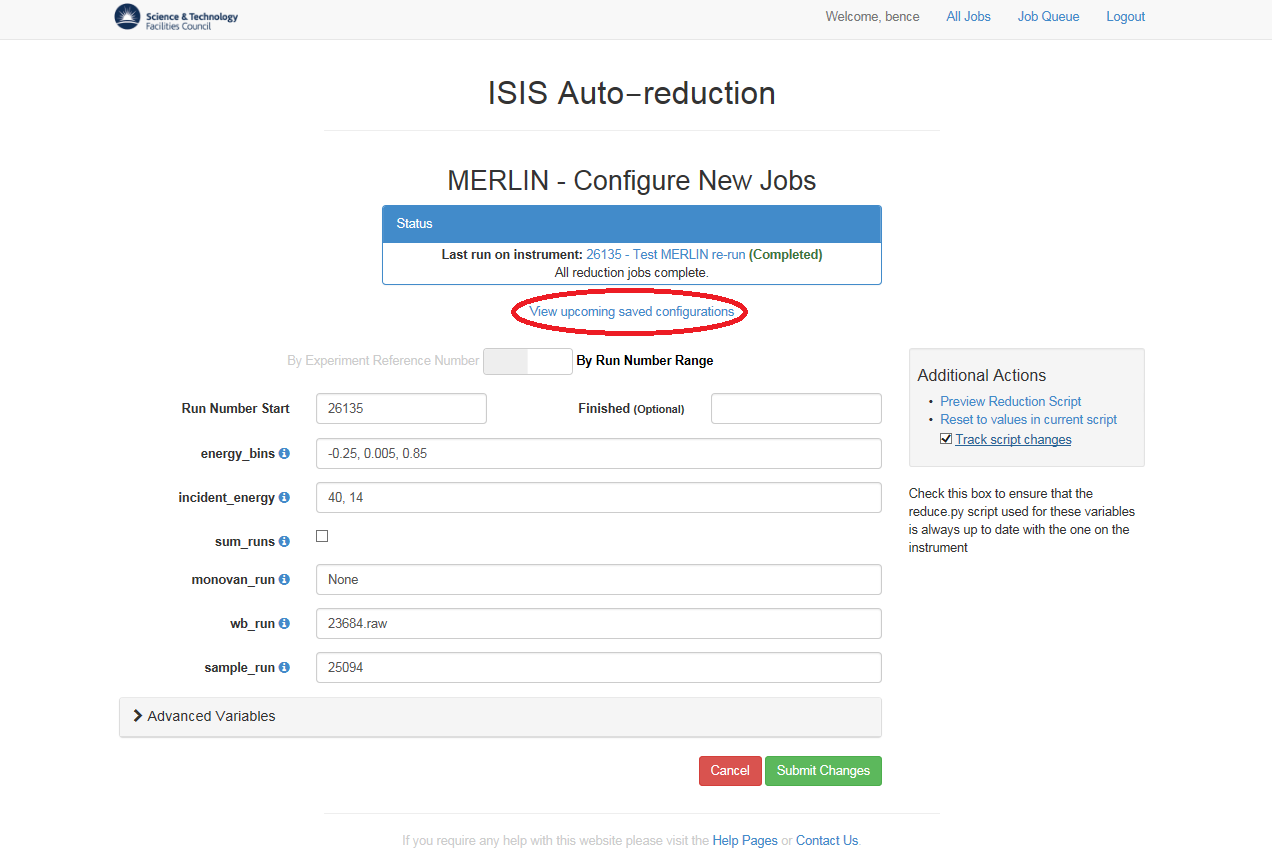 Science & Technology
Facilities Council
Welcome, bence All Jobs Job Queue Logout
ISIS Auto-reduction
MERLIN - Configure New Jobs
Status
Last run on instrument: 26135 - Test MERLIN re-run (Completed)
All reduction jobs complete.
View upcoming saved configurations
By Experiment Reference Number By Run Number Range
Run Number Start 26135 Finished (Optional)
energy_bins -0.25, 0.005, 0.85
incident_energy 40, 14
sum_runs
monovan_run None
wb_run 23684.raw
sample_run 25094
Advanced Variables
Cancel Submit Changes
Additional Actions
• Preview Reduction Script
• Reset to values in current script
Track script changes
Check this box to ensure that the
reduce.py script used for these variables
is always up to date with the one on the
instrument
If you require any help with this website please visit the Help Pages or Contact Us.